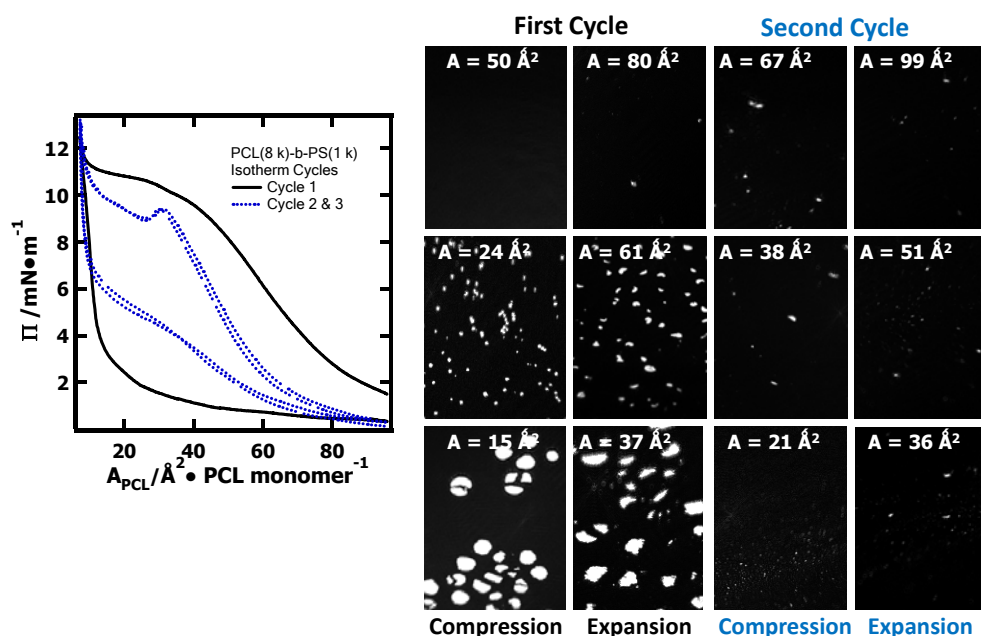 First Cycle
Second Cycle
A = 50 Å²
A = 80 Å²
A = 67 Å²
A = 99 Å²
A = 24 Å²
A = 61 Å²
A = 38 Å²
A = 51 Å²
A = 15 Å²
A = 37 Å²
A = 21 Å²
A = 36 Å²
Compression
Expansion
Compression
Expansion
PCL(8 k)-b-PS(1 k)
Isotherm Cycles
Cycle 1
Cycle 2 & 3
Π /mN•m⁻¹
12
10
8
6
4
2
20
40
60
80
A_PCL/Å² • PCL monomer⁻¹